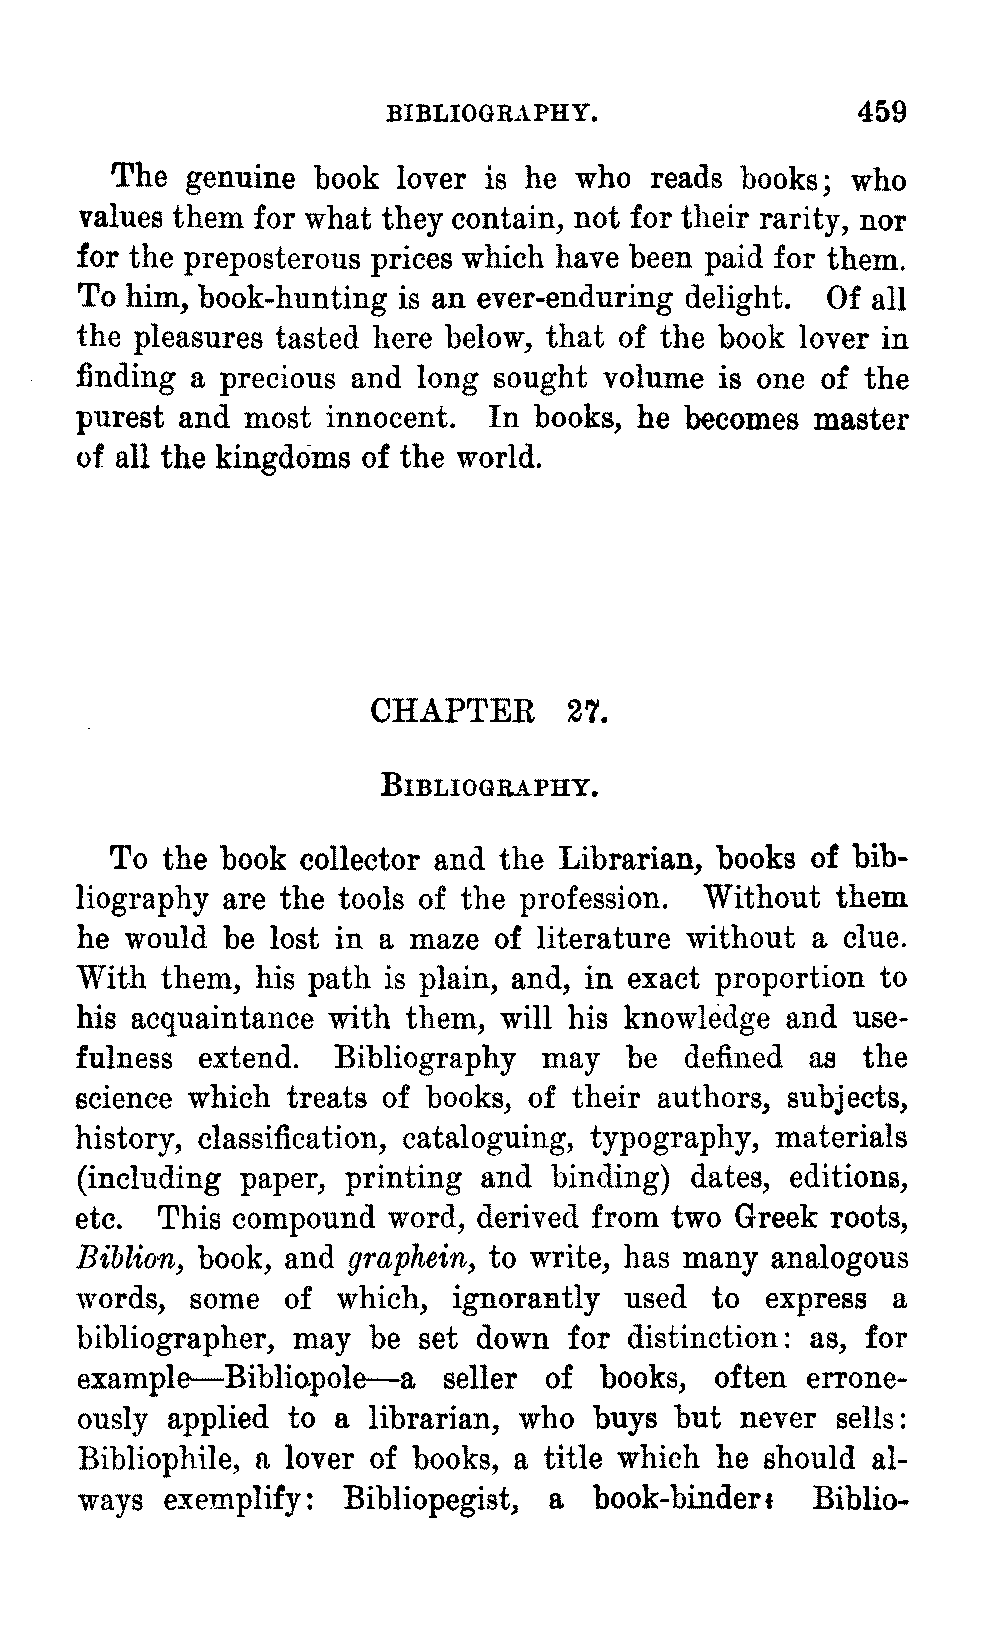 BIBLIOGRAPHY. 459
The genuine book lover is he who reads books; who
values them for what they contain, not for their rarity, nor
for the preposterous prices which have been paid for them.
To him, book-hunting is an ever-enduring delight. Of all
the pleasures tasted here below, that of the book lover in
finding a precious and long sought volume is one of the
purest and most innocent. In books, he becomes master
of all the kingdoms of the world.
CHAPTER 27.
BIBLIOGRAPHY.
To the book collector and the Librarian, books of bib-
liography are the tools of the profession. Without them
he would be lost in a maze of literature without a clue.
With them, his path is plain, and, in exact proportion to
his acquaintance with them, will his knowledge and use-
fulness extend. Bibliography may be defined as the
science which treats of books, of their authors, subjects,
history, classification, cataloguing, typography, materials
(including paper, printing and binding) dates, editions,
etc. This compound word, derived from two Greek roots,
Biblion, book, and graphein, to write, has many analogous
words, some of which, ignorantly used to express a
bibliographer, may be set down for distinction: as, for
example—Bibliopole—a seller of books, often errone-
ously applied to a librarian, who buys but never sells:
Bibliophile, a lover of books, a title which he should al-
ways exemplify: Bibliopegist, a book-binder: Biblio-